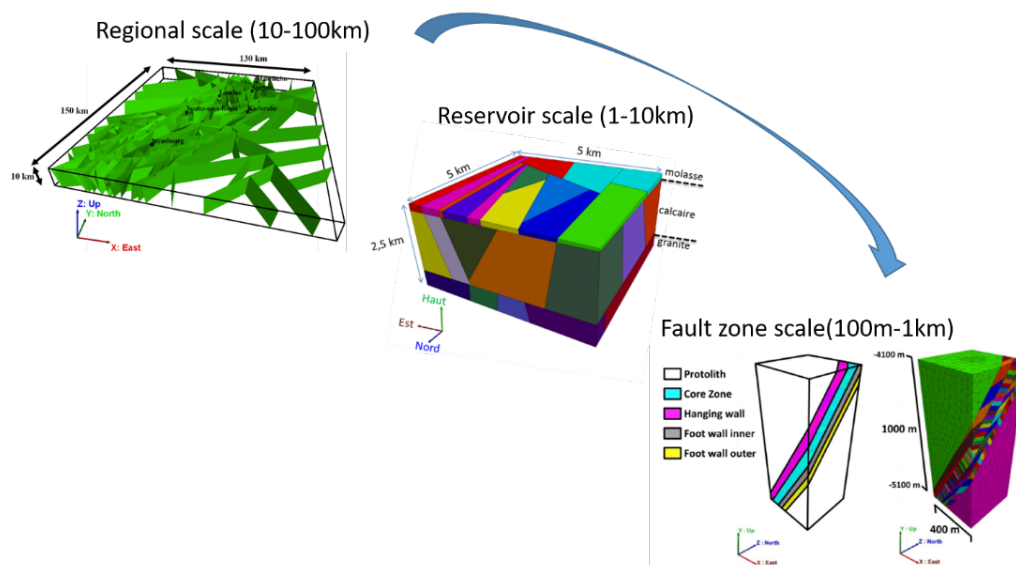 Regional scale (10-100km)
130 km
150 km
Karlsruhe
Strasbourg
10 km
Z: Up
Y: North
X: East
Reservoir scale (1-10km)
5 km
5 km
molasse
calcaire
granite
2,5 km
Haut
Est
Nord
Fault zone scale(100m-1km)
Protolith
Core Zone
Hanging wall
Foot wall inner
Foot wall outer
-4100 m
1000 m
-5100 m
400 m
Y : Up
Z : North
X : East
Y : Up
Z : North
X : East